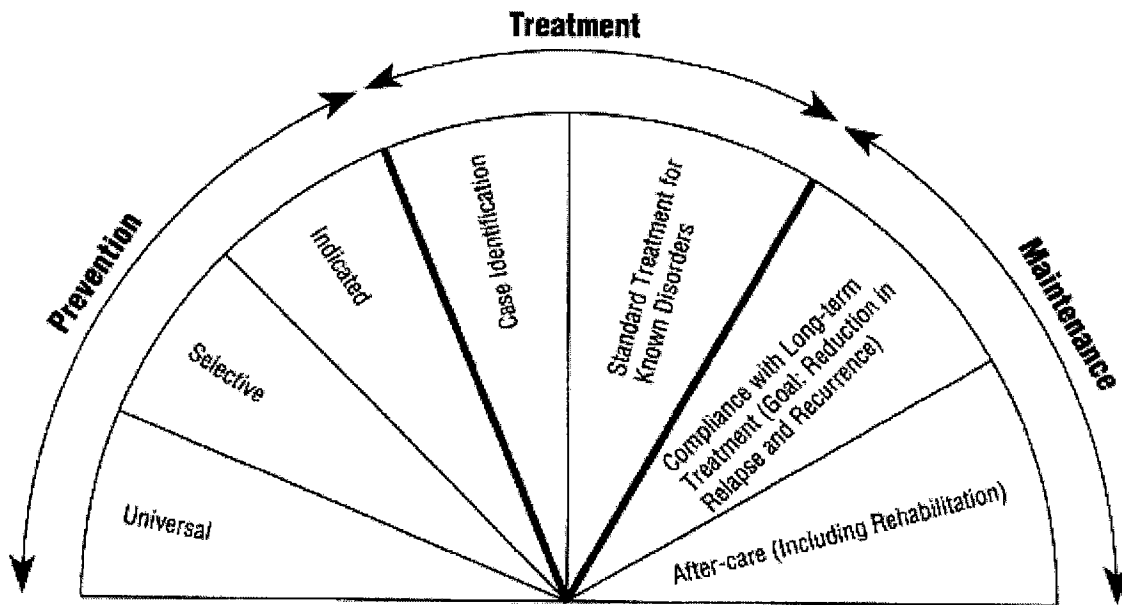 Treatment
Prevention
Maintenance
Universal
Selective
Indicated
Case Identification
Standard Treatment for
Known Disorders
Compliance with Long-term
Treatment (Goal: Reduction in
Relapse and Recurrence)
After-care (Including Rehabilitation)